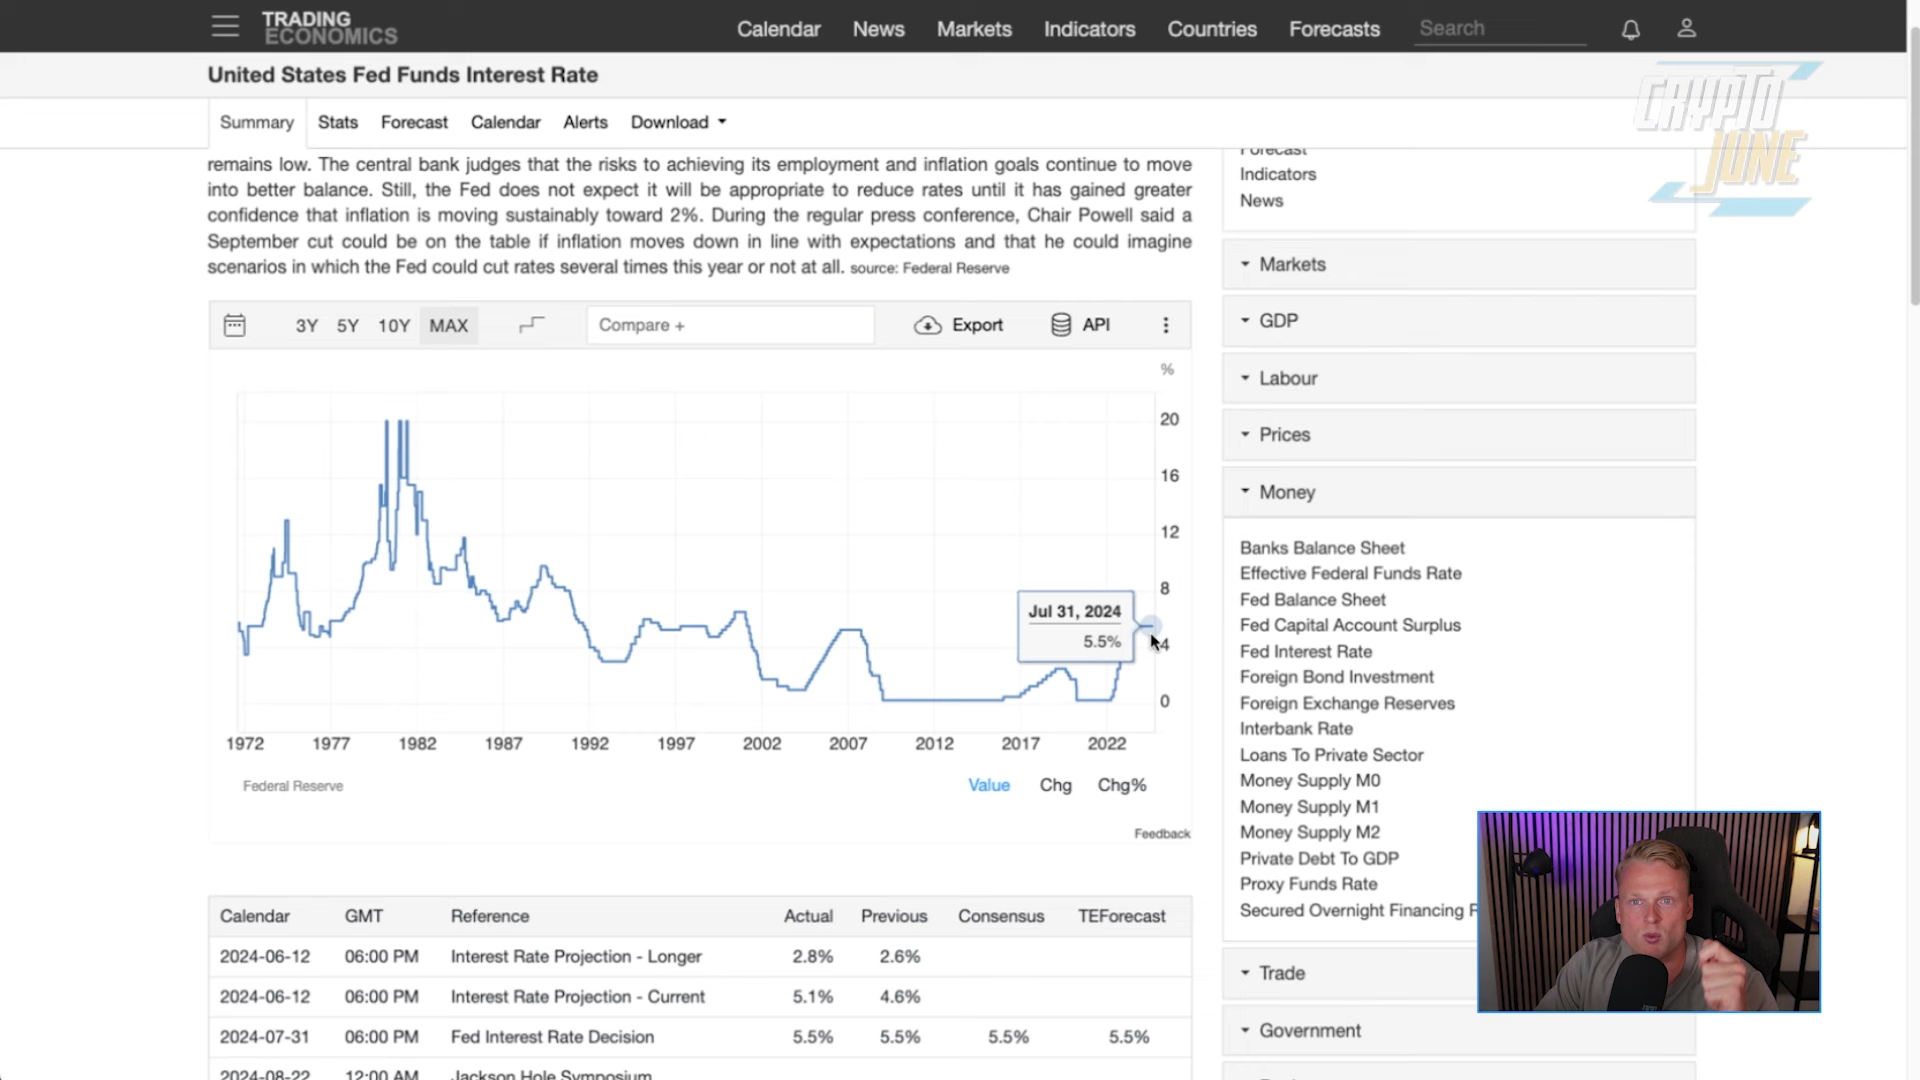 TRADING
ECONOMICS
Calendar News Markets Indicators Countries Forecasts Search
United States Fed Funds Interest Rate
CRYPTO
JUNE
Summary Stats Forecast Calendar Alerts Download
remains low. The central bank judges that the risks to achieving its employment and inflation goals continue to move
into better balance. Still, the Fed does not expect it will be appropriate to reduce rates until it has gained greater
confidence that inflation is moving sustainably toward 2%. During the regular press conference, Chair Powell said a
September cut could be on the table if inflation moves down in line with expectations and that he could imagine
scenarios in which the Fed could cut rates several times this year or not at all. source: Federal Reserve
3Y 5Y 10Y MAX Compare + Export API
%
20
16
12
8
4
0
Jul 31, 2024
5.5%
1972 1977 1982 1987 1992 1997 2002 2007 2012 2017 2022
Federal Reserve
Value Chg Chg%
Feedback
Calendar GMT Reference Actual Previous Consensus TEForecast
2024-06-12 06:00 PM Interest Rate Projection - Longer 2.8% 2.6%
2024-06-12 06:00 PM Interest Rate Projection - Current 5.1% 4.6%
2024-07-31 06:00 PM Fed Interest Rate Decision 5.5% 5.5% 5.5% 5.5%
2024-08-22 12:00 AM Jackson Hole Symposium
Forecast
Indicators
News
Markets
GDP
Labour
Prices
Money
Banks Balance Sheet
Effective Federal Funds Rate
Fed Balance Sheet
Fed Capital Account Surplus
Fed Interest Rate
Foreign Bond Investment
Foreign Exchange Reserves
Interbank Rate
Loans To Private Sector
Money Supply M0
Money Supply M1
Money Supply M2
Private Debt To GDP
Proxy Funds Rate
Secured Overnight Financing R
Trade
Government